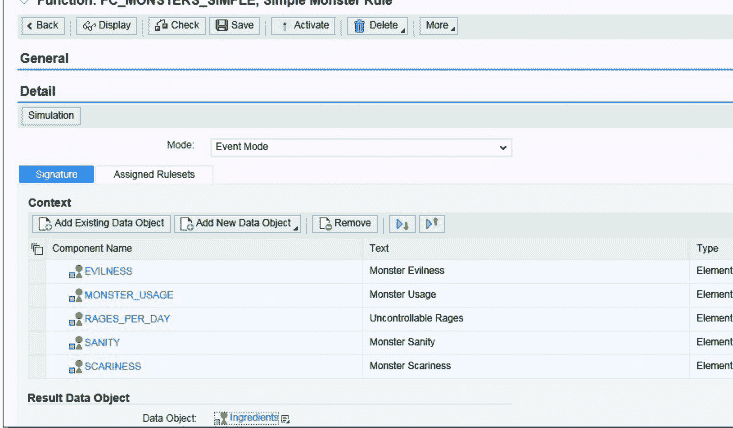 Function: FC_MONSTERS_SIMPLE, Simple Monster Rule
Back Display Check Save Activate Delete More
General
Detail
Simulation
Mode: Event Mode
Signature Assigned Rulesets
Context
Add Existing Data Object Add New Data Object Remove
Component Name Text Type
EVILNESS Monster Evilness Element
MONSTER_USAGE Monster Usage Element
RAGES_PER_DAY Uncontrollable Rages Element
SANITY Monster Sanity Element
SCARINESS Monster Scariness Element
Result Data Object
Data Object: Ingredients